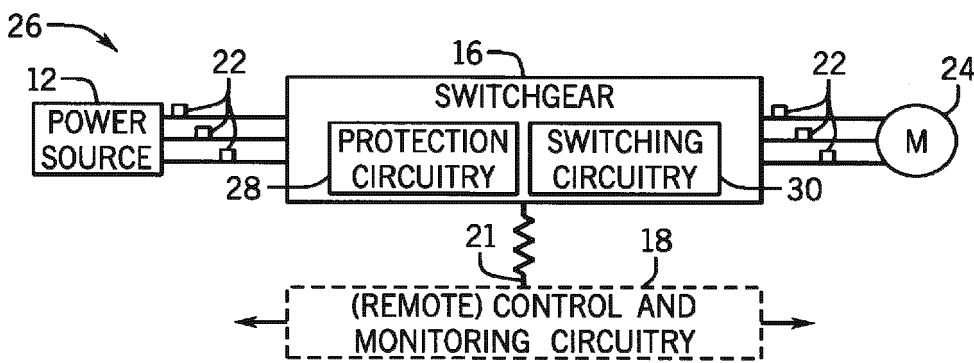 26
12
22
16
22
24
POWER
SOURCE
SWITCHGEAR
PROTECTION
CIRCUITRY
SWITCHING
CIRCUITRY
M
28
30
21
18
(REMOTE) CONTROL AND
MONITORING CIRCUITRY